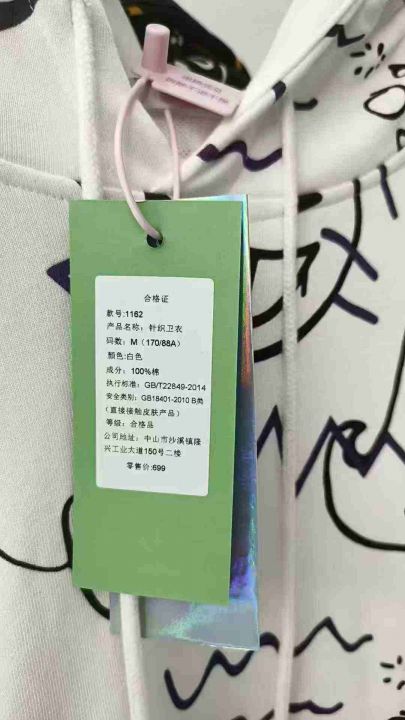 合格证
款号:1162
产品名称：针织卫衣
码数：M（170/88A）
颜色:白色
成分：100%棉
执行标准：GB/T22849-2014
安全类别：GB18401-2010 B类
（直接接触皮肤产品）
等级：合格品
公司地址：中山市沙溪镇隆
兴工业大道150号二楼
零售价:699